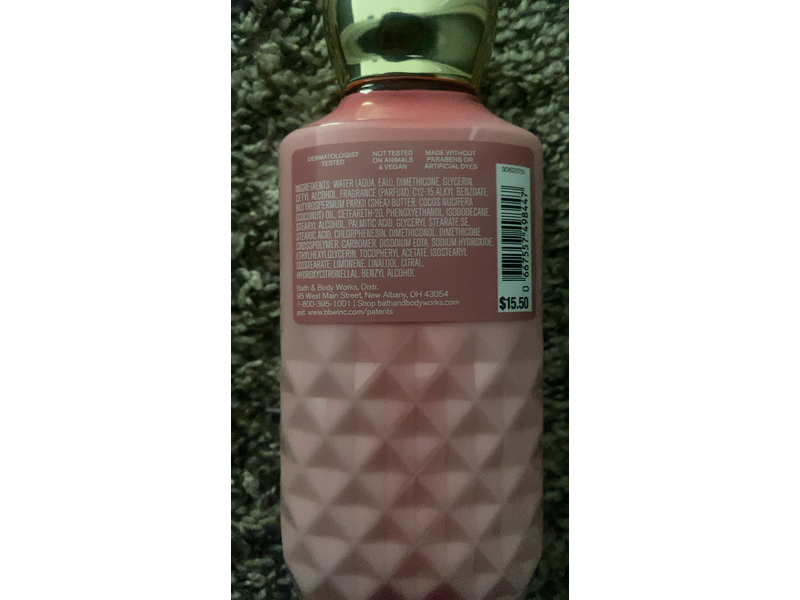 DERMATOLOGIST
TESTED
NOT TESTED
ON ANIMALS
& VEGAN
MADE WITHOUT
PARABENS OR
ARTIFICIAL DYES
INGREDIENTS: WATER (AQUA, EAU), DIMETHICONE, GLYCERIN,
CETYL ALCOHOL, FRAGRANCE (PARFUM), C12-15 ALKYL BENZOATE,
BUTYROSPERMUM PARKII (SHEA) BUTTER, COCOS NUCIFERA
(COCONUT) OIL, CETEARETH-20, PHENOXYETHANOL, ISODODECANE,
STEARYL ALCOHOL, PALMITIC ACID, GLYCERYL STEARATE SE,
STEARIC ACID, CHLORPHENESIN, DIMETHICONOL, DIMETHICONE
CROSSPOLYMER, CARBOMER, DISODIUM EDTA, SODIUM HYDROXIDE,
ETHYLHEXYLGLYCERIN, TOCOPHERYL ACETATE, ISOSTEARYL
ISOSTEARATE, LIMONENE, LINALOOL, CITRAL,
HYDROXYCITRONELLAL, BENZYL ALCOHOL.
Bath & Body Works, Distr.
95 West Main Street, New Albany, OH 43054
1-800-395-1001 | Shop bathandbodyworks.com
pat. www.bbwinc.com/patents
0 667557 498447
$15.50